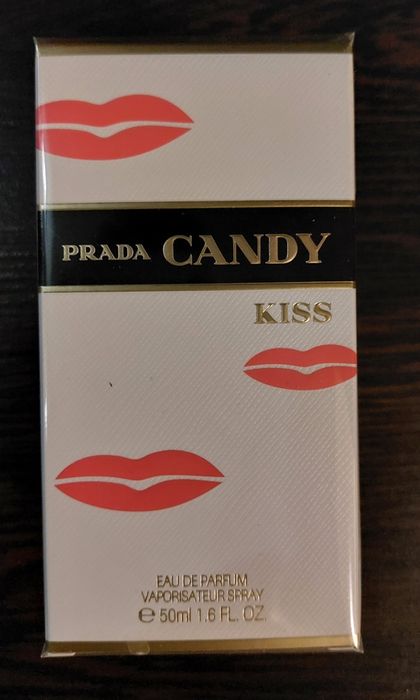 PRADA CANDY
KISS
EAU DE PARFUM
VAPORISATEUR SPRAY
℮ 50ml 1.6 FL. OZ.